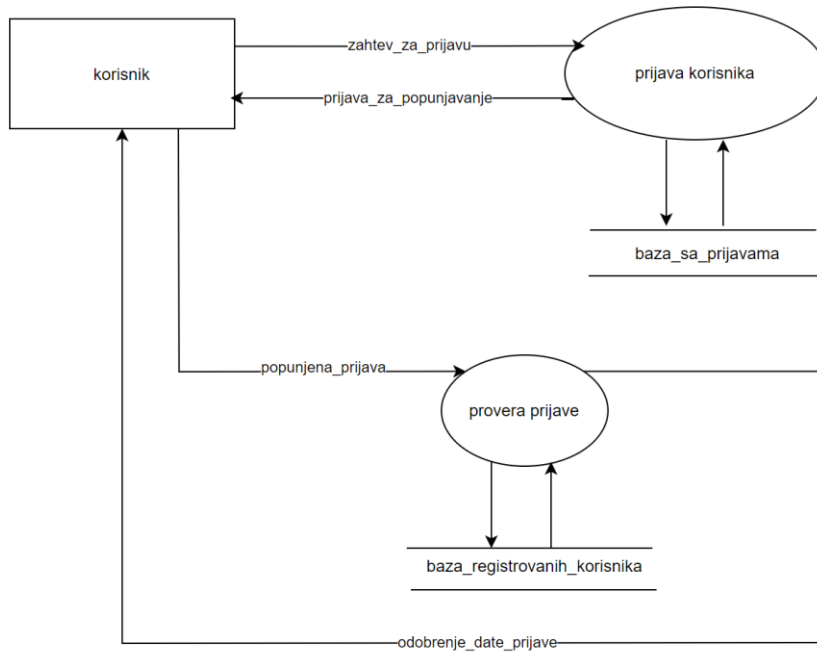 zahtev_za_prijavu
korisnik
prijava korisnika
prijava_za_popunjavanje
baza_sa_prijavama
popunjena_prijava
provera prijave
baza_registrovanih_korisnika
odobrenje_date_prijave